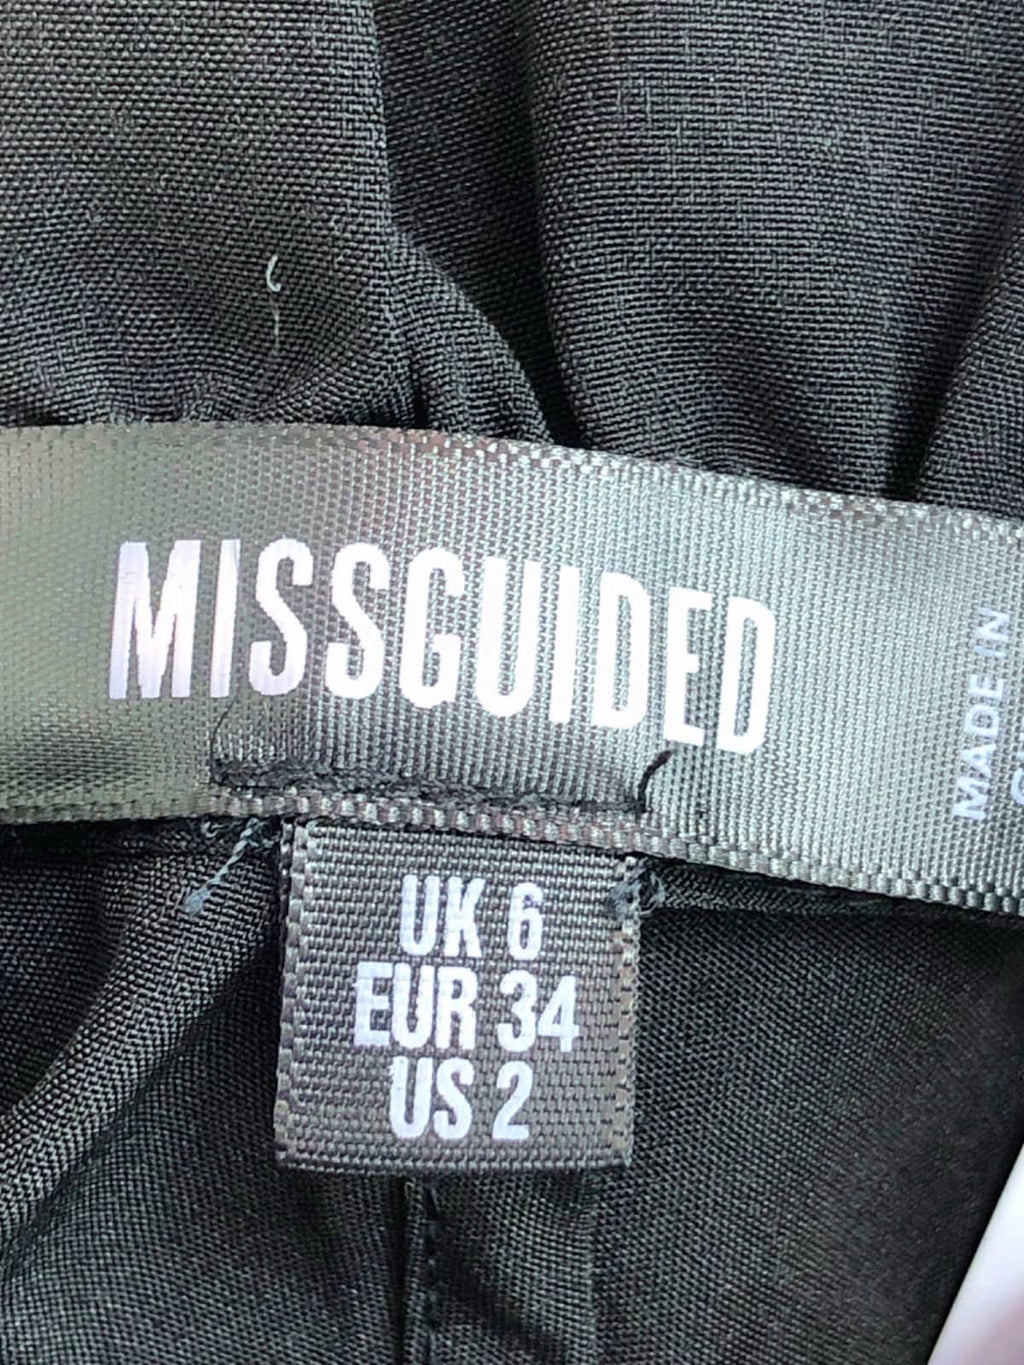 MISSGUIDED
MADE IN
UK 6
EUR 34
US 2